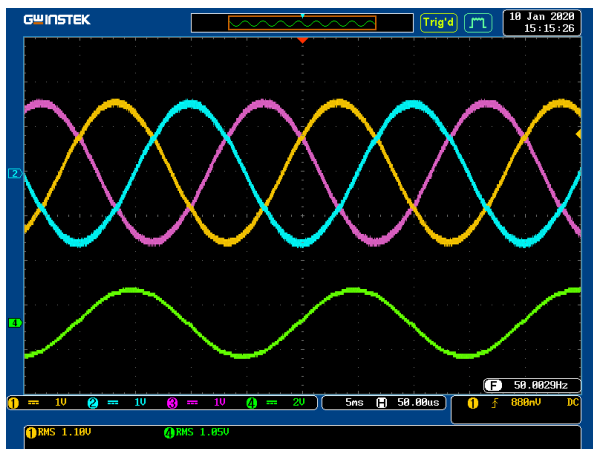 GWINSTEK
Trig'd
10 Jan 2020
15:15:26
2
4
F 50.0029Hz
1 1V 2 1V 3 1V 4 2V 5ms H 50.00us 1 880mV DC
1 RMS 1.10V 4 RMS 1.05V